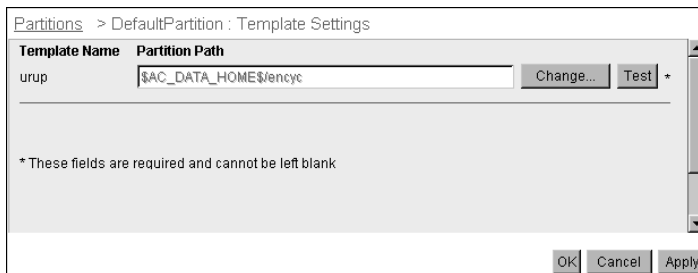 Partitions > DefaultPartition : Template Settings
Template Name Partition Path
urup $AC_DATA_HOME$/encyc Change... Test *
* These fields are required and cannot be left blank
OK Cancel Apply